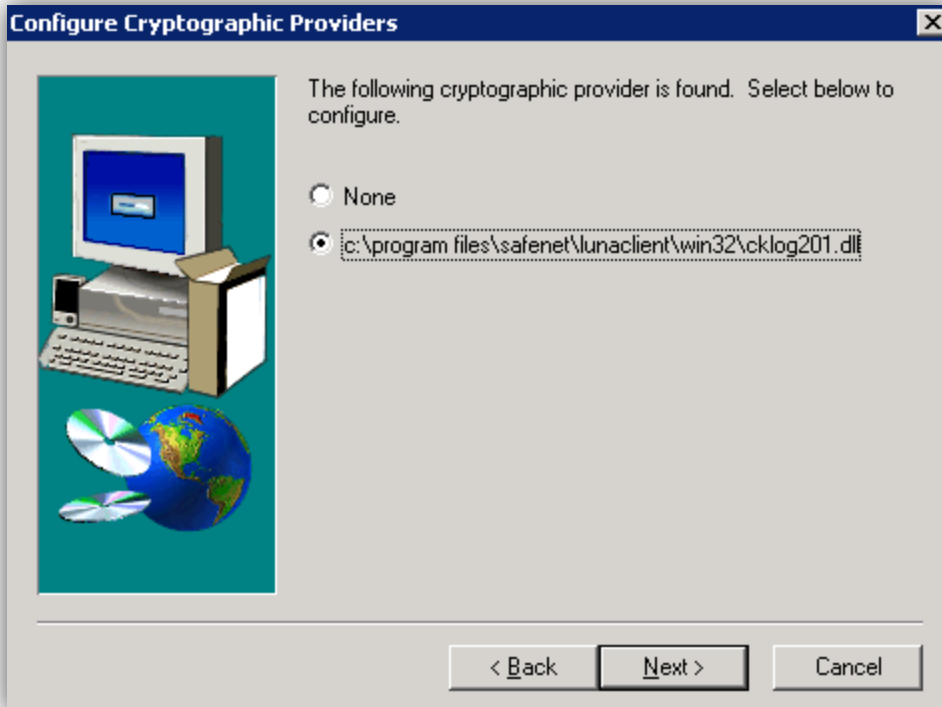 Configure Cryptographic Providers
The following cryptographic provider is found.  Select below to
configure.
None
c:\program files\safenet\lunaclient\win32\cklog201.dll
< Back
Next >
Cancel